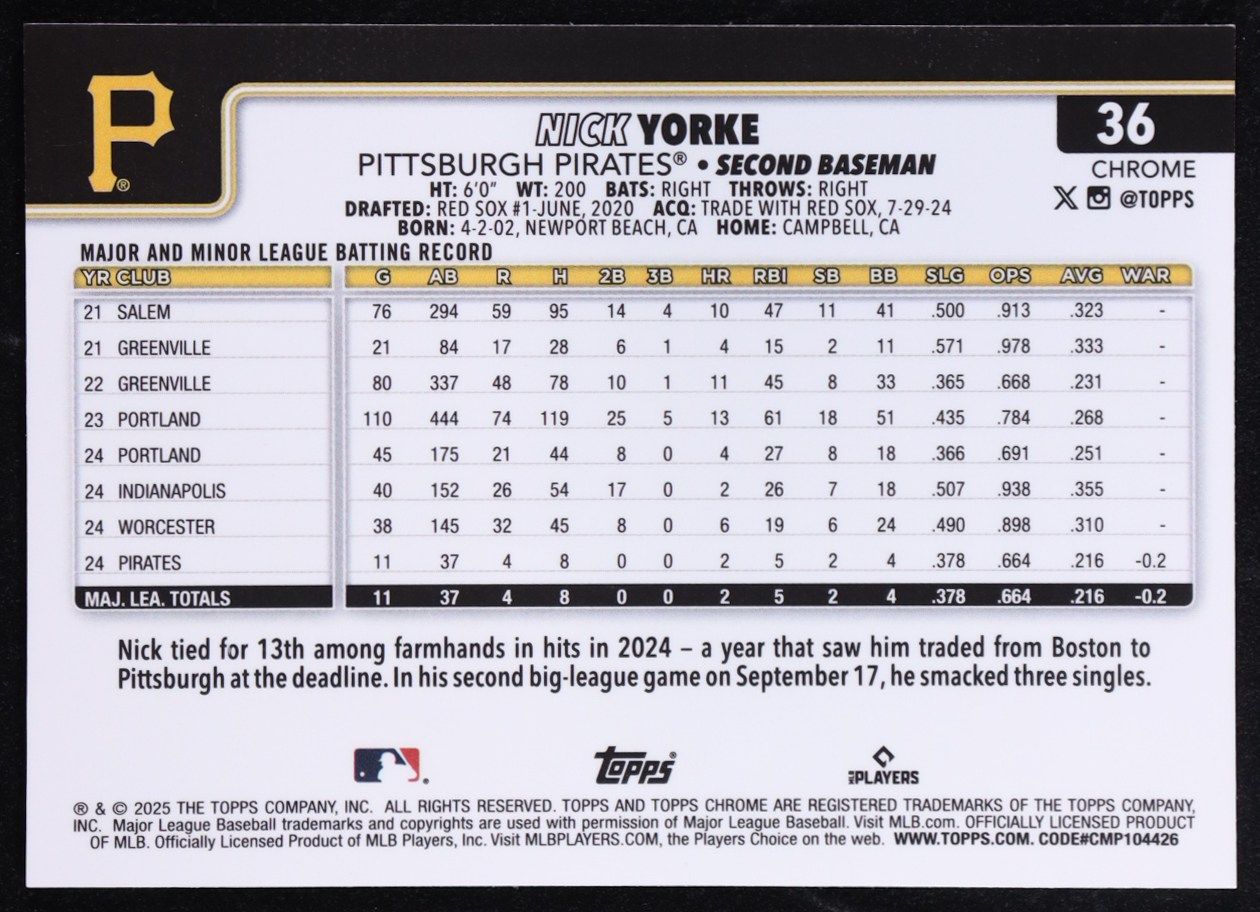 P®
NICK YORKE
36
PITTSBURGH PIRATES® • SECOND BASEMAN
CHROME
HT: 6'0" WT: 200 BATS: RIGHT THROWS: RIGHT
@TOPPS
DRAFTED: RED SOX #1-JUNE, 2020 ACQ: TRADE WITH RED SOX, 7-29-24
BORN: 4-2-02, NEWPORT BEACH, CA HOME: CAMPBELL, CA
MAJOR AND MINOR LEAGUE BATTING RECORD
YR CLUB G AB R H 2B 3B HR RBI SB BB SLG OPS AVG WAR
21 SALEM 76 294 59 95 14 4 10 47 11 41 .500 .913 .323 -
21 GREENVILLE 21 84 17 28 6 1 4 15 2 11 .571 .978 .333 -
22 GREENVILLE 80 337 48 78 10 1 11 45 8 33 .365 .668 .231 -
23 PORTLAND 110 444 74 119 25 5 13 61 18 51 .435 .784 .268 -
24 PORTLAND 45 175 21 44 8 0 4 27 8 18 .366 .691 .251 -
24 INDIANAPOLIS 40 152 26 54 17 0 2 26 7 18 .507 .938 .355 -
24 WORCESTER 38 145 32 45 8 0 6 19 6 24 .490 .898 .310 -
24 PIRATES 11 37 4 8 0 0 2 5 2 4 .378 .664 .216 -0.2
MAJ. LEA. TOTALS 11 37 4 8 0 0 2 5 2 4 .378 .664 .216 -0.2
Nick tied for 13th among farmhands in hits in 2024 – a year that saw him traded from Boston to
Pittsburgh at the deadline. In his second big-league game on September 17, he smacked three singles.
Topps®
MLB PLAYERS
® & © 2025 THE TOPPS COMPANY, INC. ALL RIGHTS RESERVED. TOPPS AND TOPPS CHROME ARE REGISTERED TRADEMARKS OF THE TOPPS COMPANY,
INC. Major League Baseball trademarks and copyrights are used with permission of Major League Baseball. Visit MLB.com. OFFICIALLY LICENSED PRODUCT
OF MLB. Officially Licensed Product of MLB Players, Inc. Visit MLBPLAYERS.COM, the Players Choice on the web. WWW.TOPPS.COM. CODE#CMP104426